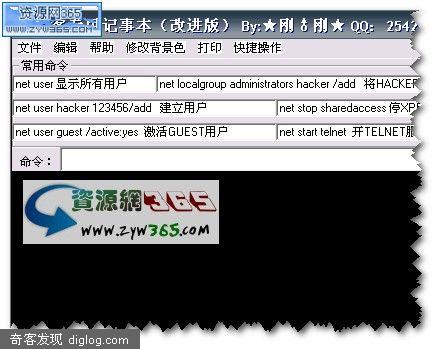 资源网365
www.zyw365.com
记事本（改进版） By:★刚♂刚★ QQ: 2542
文件 编辑 帮助 修改背景色 打印 快捷操作
常用命令
net user 显示所有用户 net localgroup administrators hacker /add 将HACKER
net user hacker 123456/add 建立用户 net stop sharedaccess 停XP
net user guest /active:yes 激活GUEST用户 net start telnet 开TELNET服
命令：
資源網365
www.zyw365.com
奇客发现 diglog.com